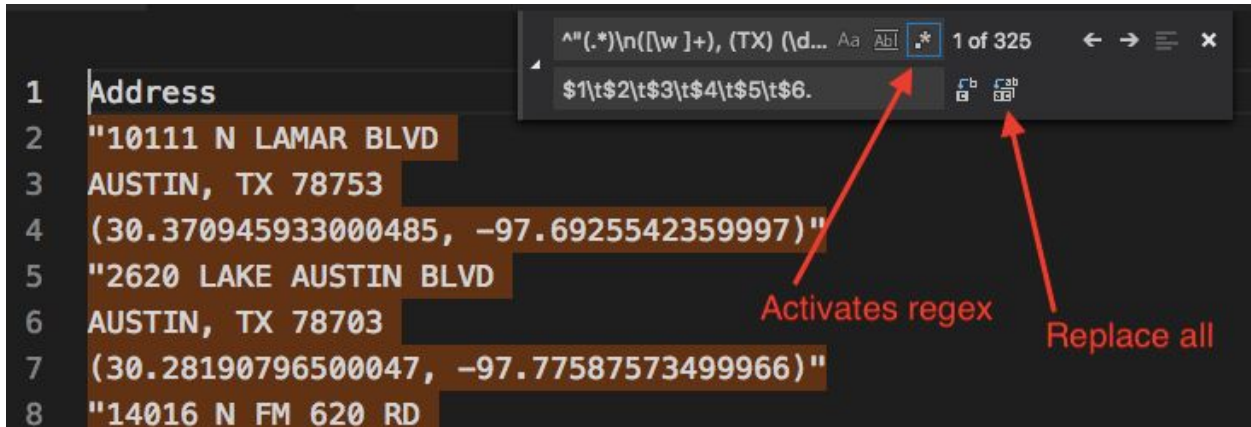 ^"(.*)\n([\w ]+), (TX) (\d... Aa Abl .* 1 of 325
$1\t$2\t$3\t$4\t$5\t$6.
1 Address
2 "10111 N LAMAR BLVD
3 AUSTIN, TX 78753
4 (30.370945933000485, -97.6925542359997)"
5 "2620 LAKE AUSTIN BLVD
6 AUSTIN, TX 78703
7 (30.28190796500047, -97.77587573499966)"
8 "14016 N FM 620 RD
Activates regex
Replace all